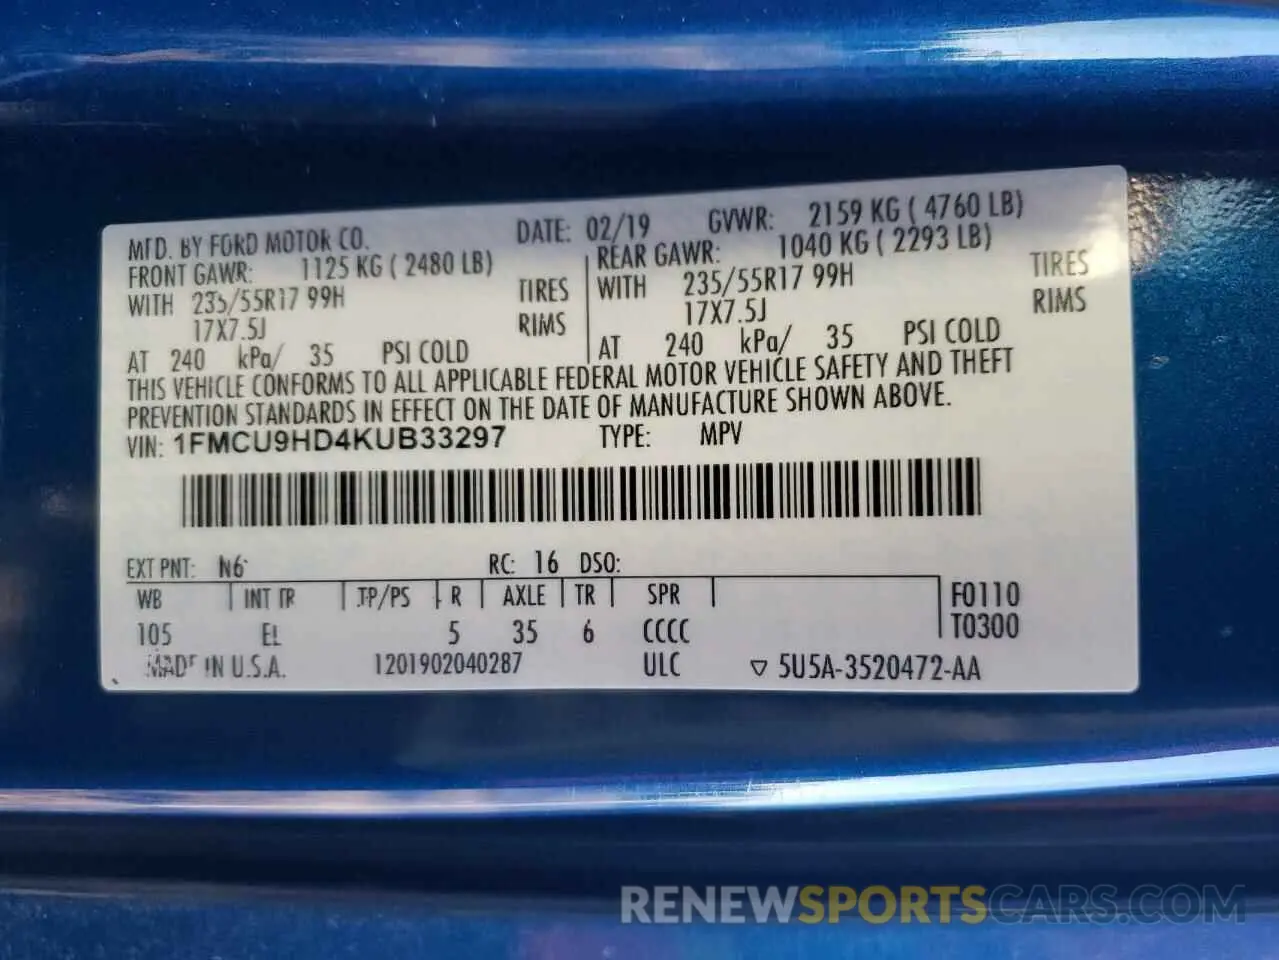 MFD. BY FORD MOTOR CO. DATE: 02/19 GVWR: 2159 KG ( 4760 LB)
FRONT GAWR: 1125 KG ( 2480 LB) REAR GAWR: 1040 KG ( 2293 LB)
WITH 235/55R17 99H TIRES WITH 235/55R17 99H TIRES
17X7.5J RIMS 17X7.5J RIMS
AT 240 kPa/ 35 PSI COLD AT 240 kPa/ 35 PSI COLD
THIS VEHICLE CONFORMS TO ALL APPLICABLE FEDERAL MOTOR VEHICLE SAFETY AND THEFT
PREVENTION STANDARDS IN EFFECT ON THE DATE OF MANUFACTURE SHOWN ABOVE.
VIN: 1FMCU9HD4KUB33297 TYPE: MPV
EXT PNT: N6 RC: 16 DSO:
WB INT TR TP/PS R AXLE TR SPR F0110
105 EL 5 35 6 CCCC T0300
MADE IN U.S.A. 1201902040287 ULC ▽ 5U5A-3520472-AA
RENEWSPORTSCARS.COM